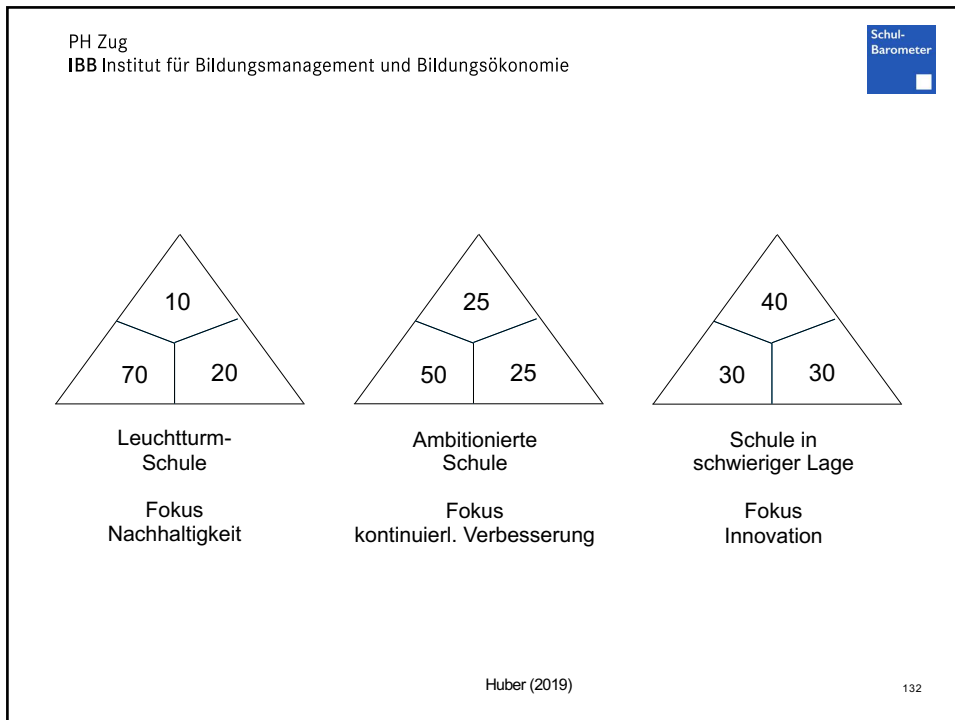 PH Zug
IBB Institut für Bildungsmanagement und Bildungsökonomie
Schul-
Barometer
10
70
20
Leuchtturm-
Schule
Fokus
Nachhaltigkeit
25
50
25
Ambitionierte
Schule
Fokus
kontinuierl. Verbesserung
40
30
30
Schule in
schwieriger Lage
Fokus
Innovation
Huber (2019)
132